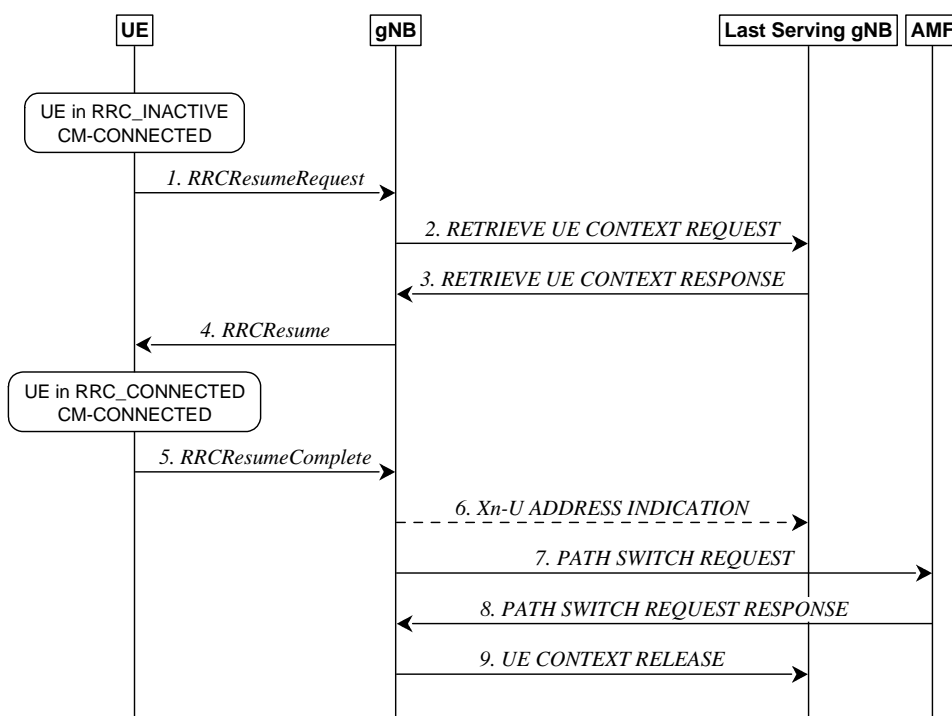 UE
gNB
Last Serving gNB
AMF
UE in RRC_INACTIVE
CM-CONNECTED
1. RRCResumeRequest
2. RETRIEVE UE CONTEXT REQUEST
3. RETRIEVE UE CONTEXT RESPONSE
4. RRCResume
UE in RRC_CONNECTED
CM-CONNECTED
5. RRCResumeComplete
6. Xn-U ADDRESS INDICATION
7. PATH SWITCH REQUEST
8. PATH SWITCH REQUEST RESPONSE
9. UE CONTEXT RELEASE